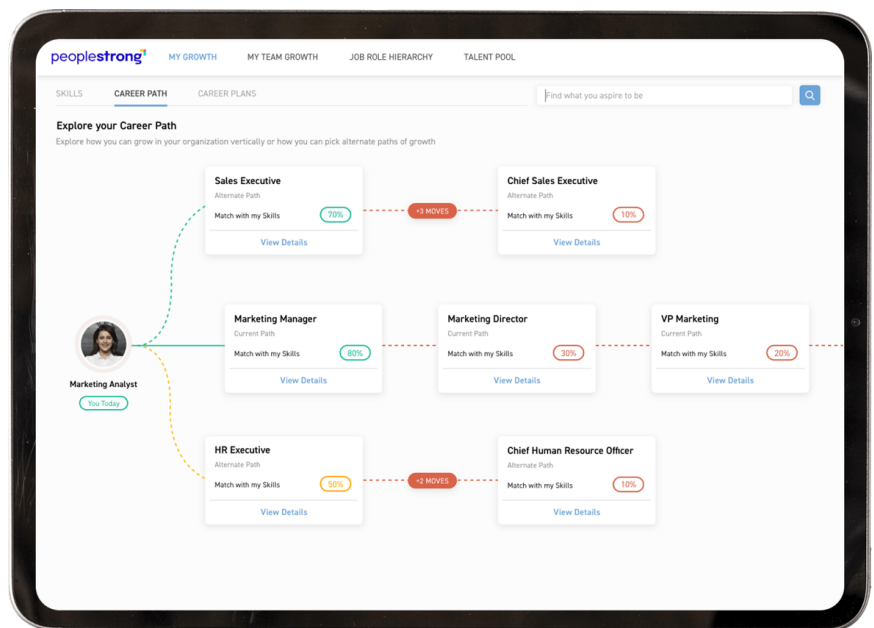 peoplestrong
MY GROWTH
MY TEAM GROWTH
JOB ROLE HIERARCHY
TALENT POOL
SKILLS
CAREER PATH
CAREER PLANS
Find what you aspire to be
Explore your Career Path
Explore how you can grow in your organization vertically or how you can pick alternate paths of growth
Sales Executive
Alternate Path
Match with my Skills 70%
View Details
+3 MOVES
Chief Sales Executive
Alternate Path
Match with my Skills 10%
View Details
Marketing Analyst
You Today
Marketing Manager
Current Path
Match with my Skills 80%
View Details
Marketing Director
Current Path
Match with my Skills 30%
View Details
VP Marketing
Current Path
Match with my Skills 20%
View Details
HR Executive
Alternate Path
Match with my Skills 50%
View Details
+2 MOVES
Chief Human Resource Officer
Alternate Path
Match with my Skills 10%
View Details